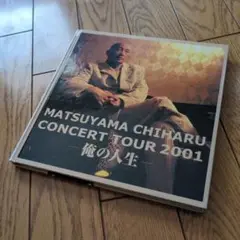 MATSUYAMA CHIHARU
CONCERT TOUR 2001
俺の人生